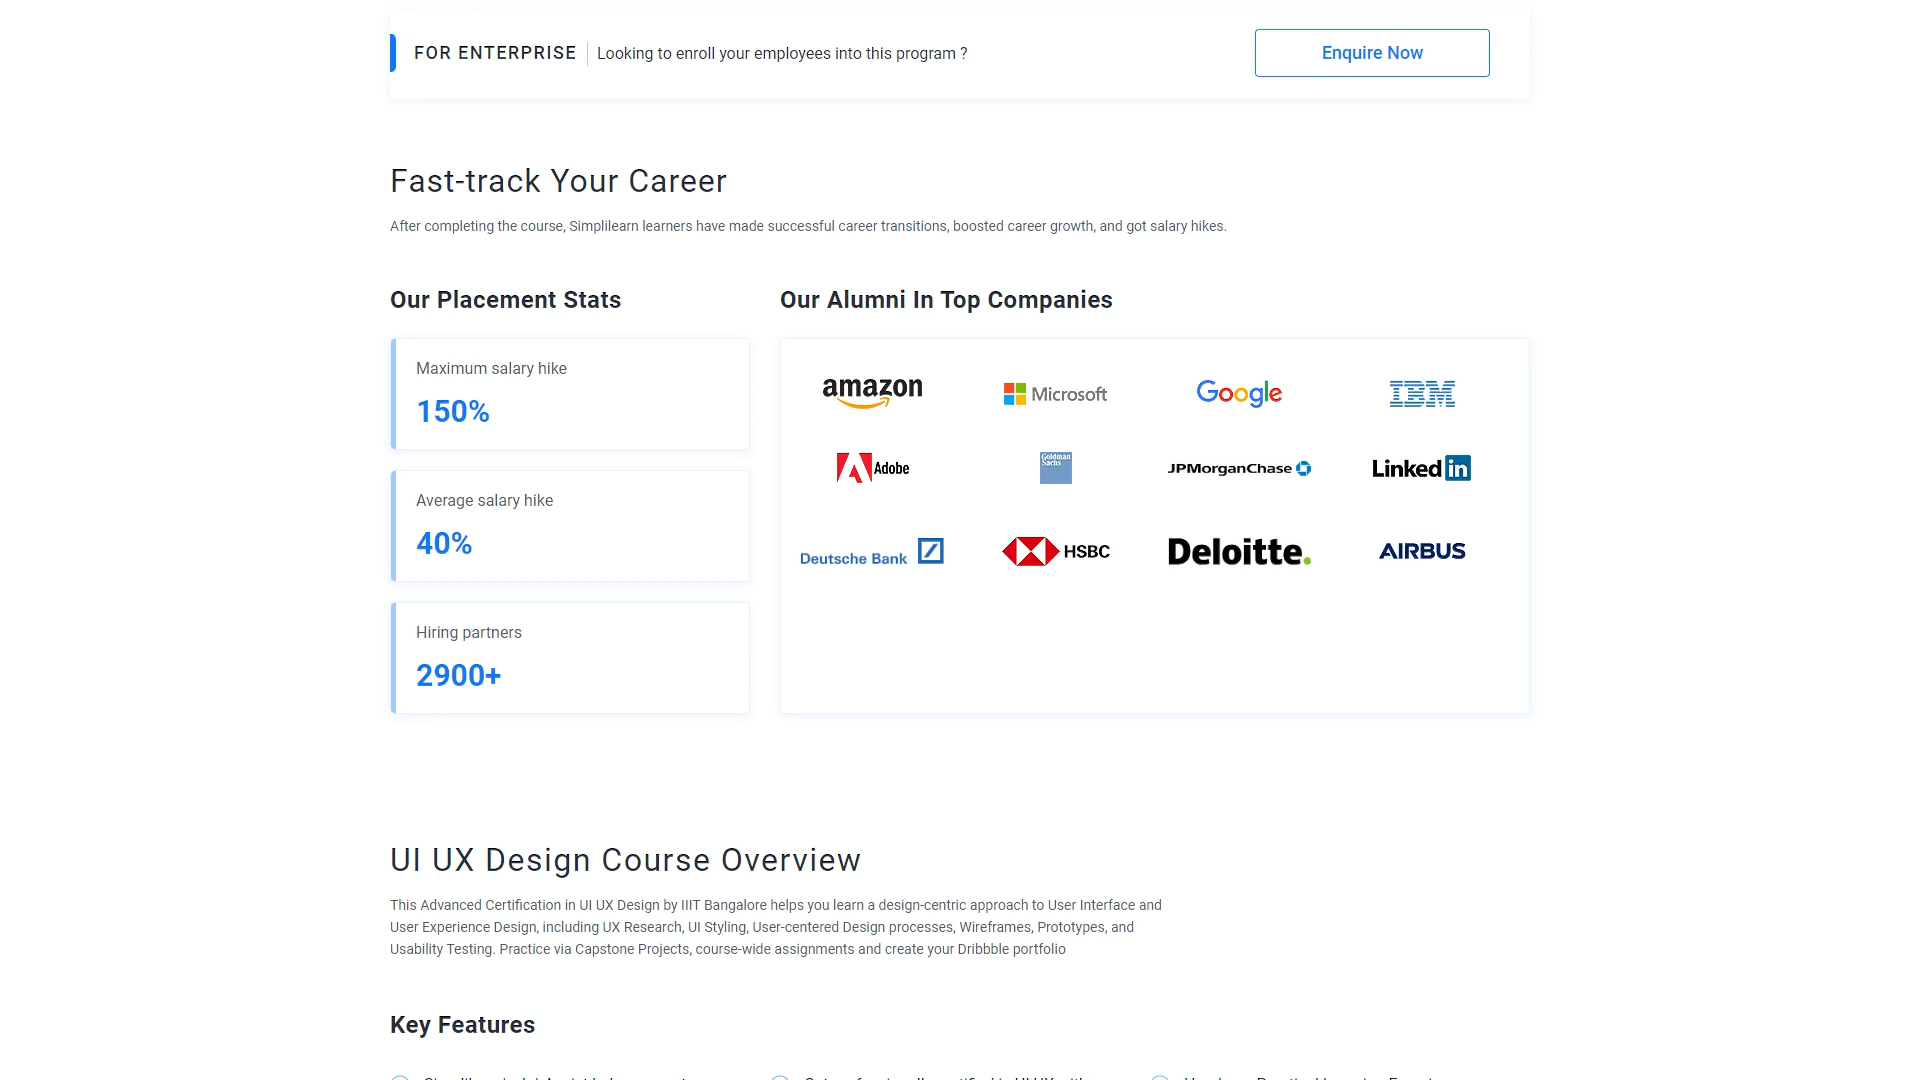 FOR ENTERPRISE Looking to enroll your employees into this program ? Enquire Now
Fast-track Your Career
After completing the course, Simplilearn learners have made successful career transitions, boosted career growth, and got salary hikes.
Our Placement Stats
Maximum salary hike
150%
Average salary hike
40%
Hiring partners
2900+
Our Alumni In Top Companies
amazon Microsoft Google IBM
Adobe Goldman Sachs JPMorganChase Linkedin
Deutsche Bank HSBC Deloitte. AIRBUS
UI UX Design Course Overview
This Advanced Certification in UI UX Design by IIIT Bangalore helps you learn a design-centric approach to User Interface and
User Experience Design, including UX Research, UI Styling, User-centered Design processes, Wireframes, Prototypes, and
Usability Testing. Practice via Capstone Projects, course-wide assignments and create your Dribbble portfolio
Key Features